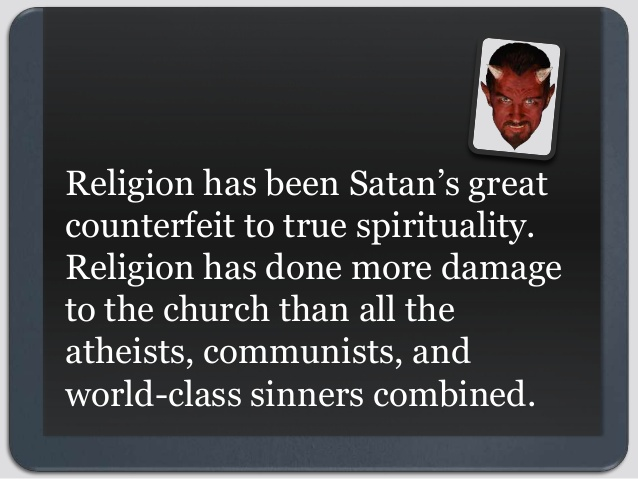 Religion has been Satan’s great
counterfeit to true spirituality.
Religion has done more damage
to the church than all the
atheists, communists, and
world-class sinners combined.